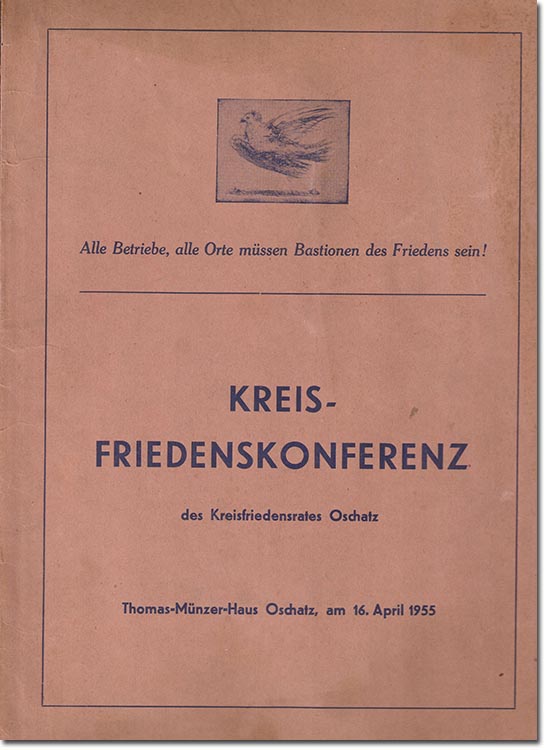 Alle Betriebe, alle Orte müssen Bastionen des Friedens sein!
KREIS-
FRIEDENSKONFERENZ
des Kreisfriedensrates Oschatz
Thomas-Münzer-Haus Oschatz, am 16. April 1955